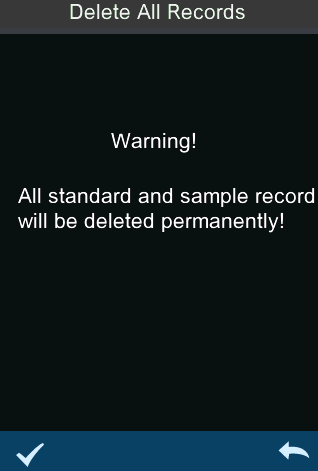 Delete All Records
Warning!
All standard and sample record
will be deleted permanently!